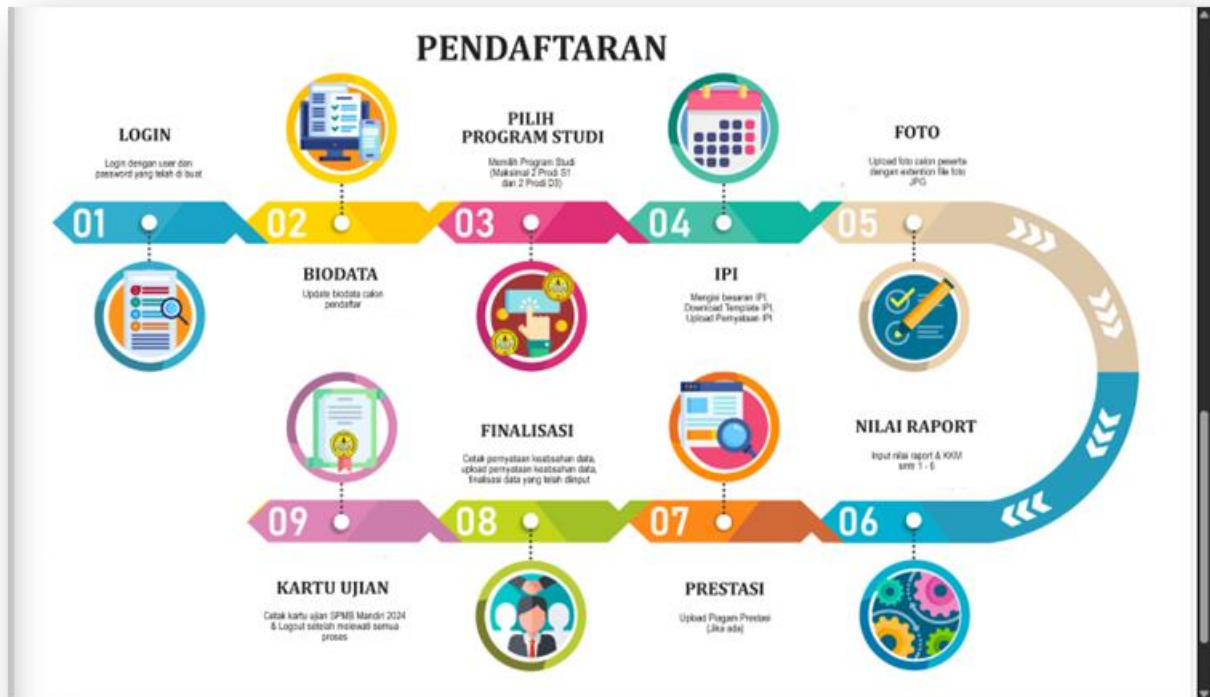 PENDAFTARAN
01
LOGIN
Login dengan user dan
password yang telah di buat
02
BIODATA
Update biodata calon
pendaftar
03
PILIH
PROGRAM STUDI
Memilih Program Studi
(Maksimal 2 Prodi S1
dan 2 Prodi D3)
04
IPI
Mengisi besaran IPI,
Download Template IPI,
Upload Pernyataan IPI
05
FOTO
Upload foto calon peserta
dengan extention file foto
JPG
06
NILAI RAPORT
Input nilai raport & KKM
smtr 1 - 6
07
PRESTASI
Upload Piagam Prestasi
(Jika ada)
08
FINALISASI
Cetak pernyataan keabsahan data,
upload pernyataan keabsahan data,
finalisasi data yang telah diinput
09
KARTU UJIAN
Cetak kartu ujian SPMB Mandiri 2024
& Logout setelah melewati semua
proses